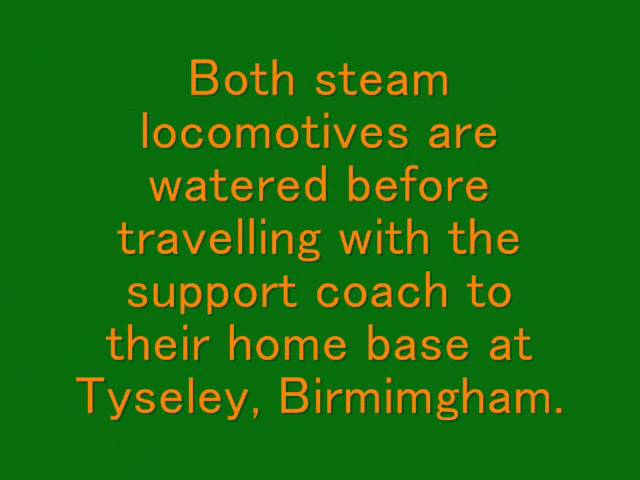 Both steam
locomotives are
watered before
travelling with the
support coach to
their home base at
Tyseley, Birmimgham.